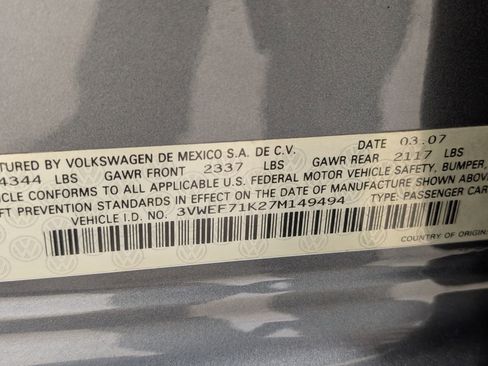 TURED BY VOLKSWAGEN DE MEXICO S.A. DE C.V. DATE 03.07
4344 LBS GAWR FRONT 2337 LBS GAWR REAR 2117 LBS
VEHICLE CONFORMS TO ALL APPLICABLE U.S. FEDERAL MOTOR VEHICLE SAFETY, BUMPER,
FT PREVENTION STANDARDS IN EFFECT ON THE DATE OF MANUFACTURE SHOWN ABOVE.
VEHICLE I.D. NO. 3VWEF71K27M149494 TYPE: PASSENGER CAR
COUNTRY OF ORIGIN: